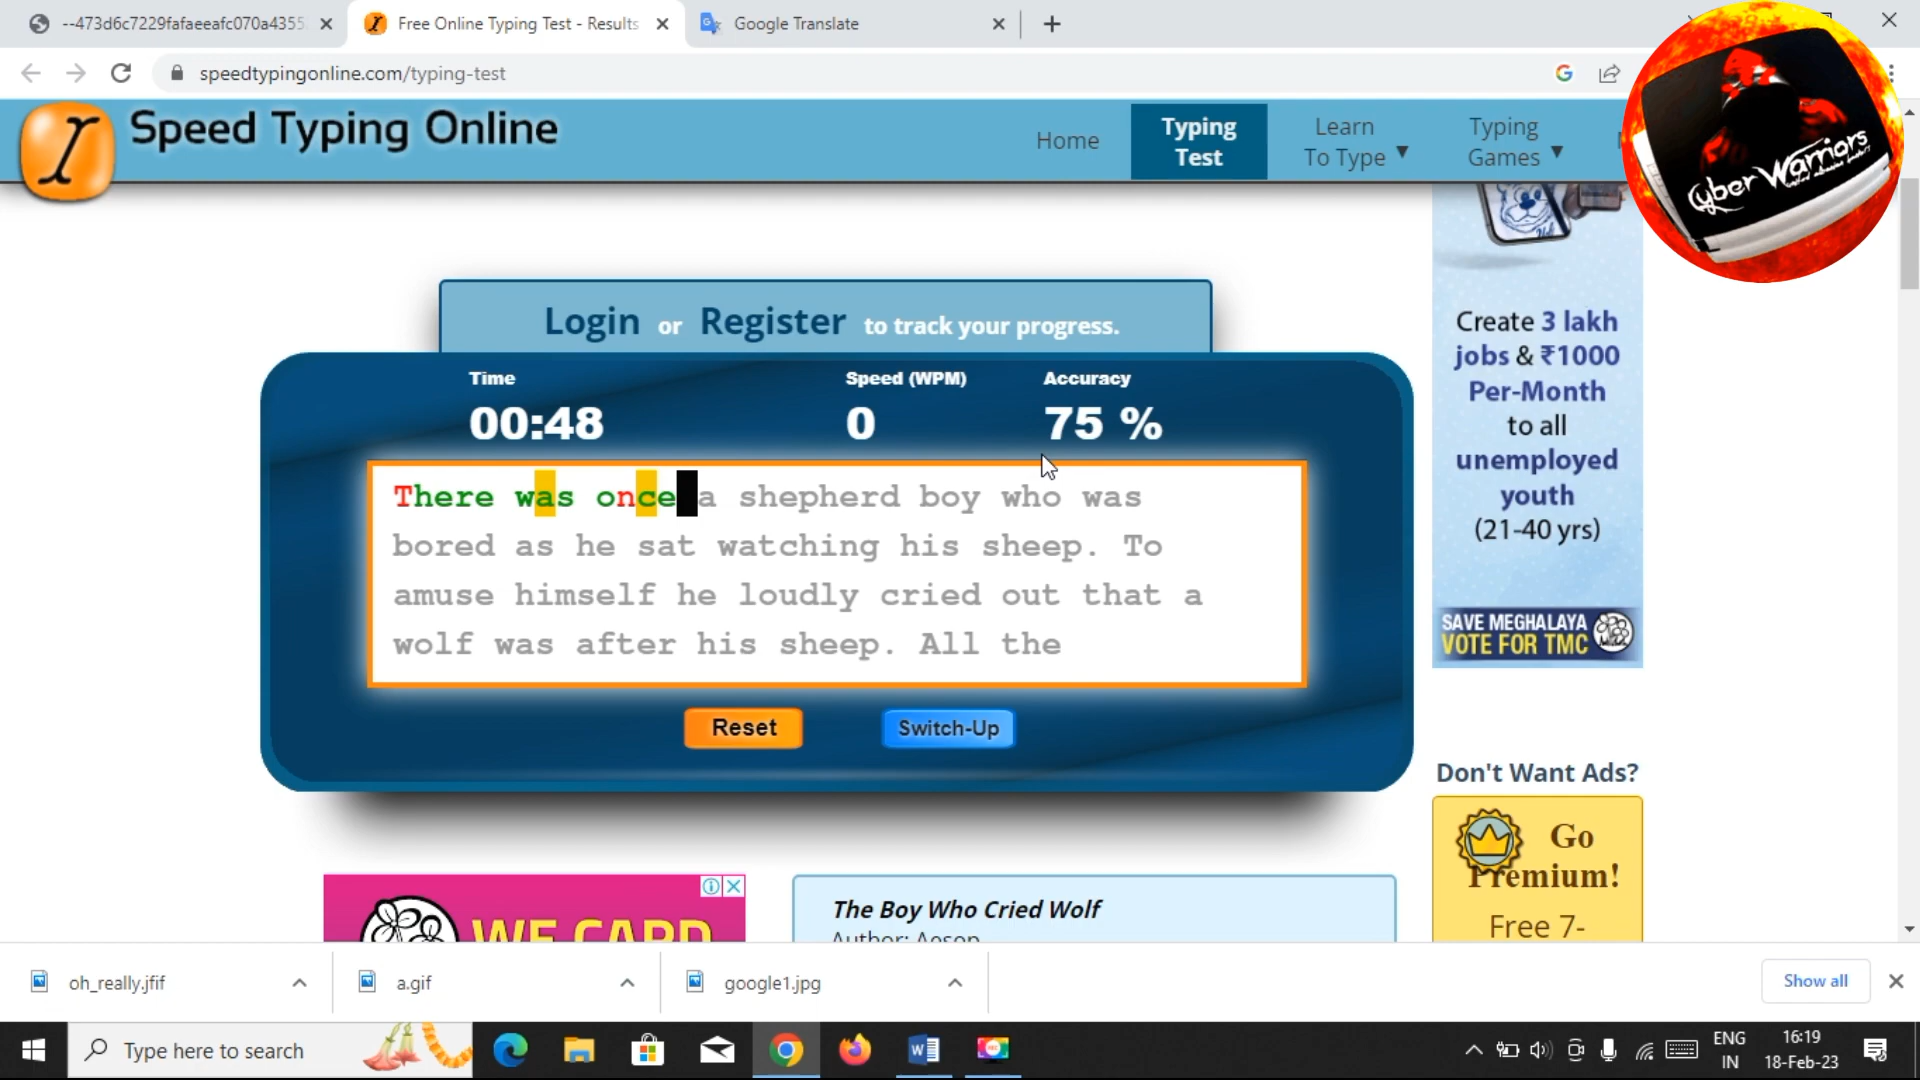 --473d6c7229fafaeeafc070a4355
Free Online Typing Test - Results
Google Translate
speedtypingonline.com/typing-test
Speed Typing Online
Home
Typing
Test
Learn
To Type
Typing
Games
Cyber Warriors
Login or Register to track your progress.
Time
Speed (WPM)
Accuracy
00:48
0
75 %
There was once a shepherd boy who was
bored as he sat watching his sheep. To
amuse himself he loudly cried out that a
wolf was after his sheep. All the
Reset
Switch-Up
Create 3 lakh
jobs & ₹1000
Per-Month
to all
unemployed
youth
(21-40 yrs)
SAVE MEGHALAYA
VOTE FOR TMC
Don't Want Ads?
Go
Premium!
Free 7-
WE CARD
The Boy Who Cried Wolf
Author: Aesop
oh_really.jfif
a.gif
google1.jpg
Show all
Type here to search
ENG
IN
16:19
18-Feb-23